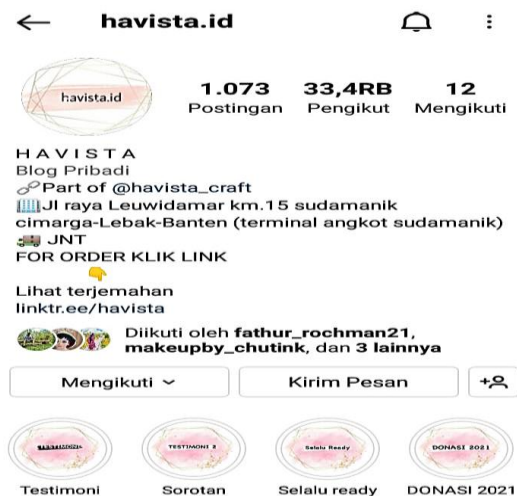 havista.id
havista.id
1.073 33,4RB 12
Postingan Pengikut Mengikuti
H A V I S T A
Blog Pribadi
🔗Part of @havista_craft
Jl raya Leuwidamar km.15 sudamanik
cimarga-Lebak-Banten (terminal angkot sudamanik)
🚚 JNT
FOR ORDER KLIK LINK
👇
Lihat terjemahan
linktr.ee/havista
Diikuti oleh fathur_rochman21,
makeupby_chutink, dan 3 lainnya
Mengikuti Kirim Pesan
TESTIMONI TESTIMONI 2 Selalu Ready DONASI 2021
Testimoni Sorotan Selalu ready DONASI 2021